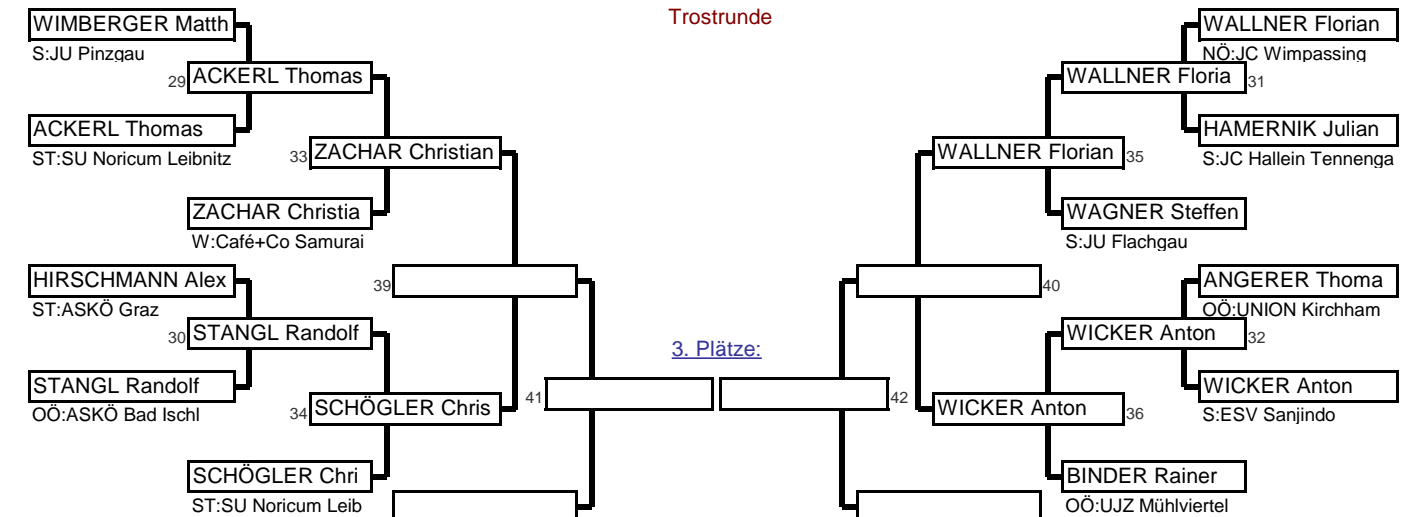 Trostrunde
WIMBERGER Matth
S:JU Pinzgau
29 ACKERL Thomas
ACKERL Thomas
ST:SU Noricum Leibnitz
33 ZACHAR Christian
ZACHAR Christia
W:Café+Co Samurai
HIRSCHMANN Alex
ST:ASKÖ Graz
39
30 STANGL Randolf
STANGL Randolf
OÖ:ASKÖ Bad Ischl
34 SCHÖGLER Chris
SCHÖGLER Chri
ST:SU Noricum Leib
3. Plätze:
41
42
WALLNER Florian
NÖ:JC Wimpassing
WALLNER Floria 31
HAMERNIK Julian
S:JC Hallein Tennenga
WALLNER Florian 35
WAGNER Steffen
S:JU Flachgau
40
ANGERER Thoma
OÖ:UNION Kirchham
WICKER Anton 32
WICKER Anton
S:ESV Sanjindo
WICKER Anton 36
BINDER Rainer
OÖ:UJZ Mühlviertel